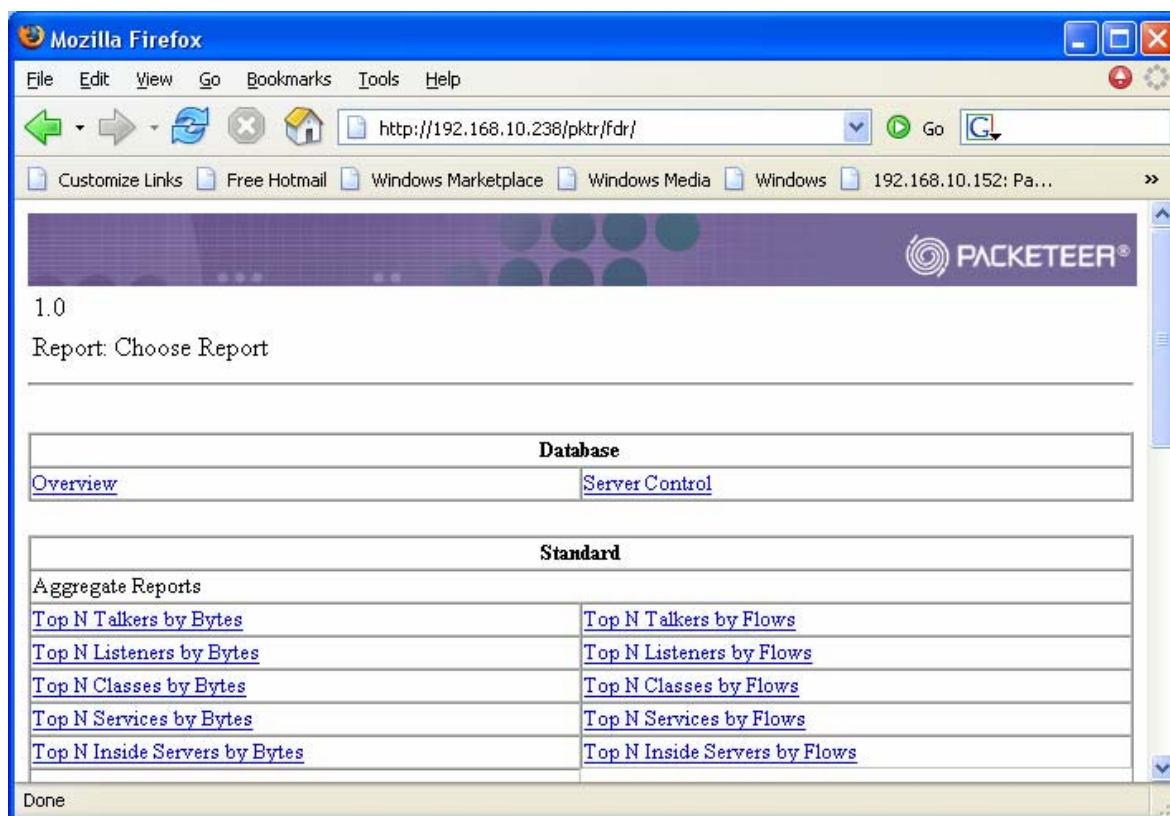 Mozilla Firefox
File Edit View Go Bookmarks Tools Help
http://192.168.10.238/pktr/fdr/ Go G
Customize Links Free Hotmail Windows Marketplace Windows Media Windows 192.168.10.152: Pa... »
PACKETEER®
1.0
Report: Choose Report
Database
Overview Server Control
Standard
Aggregate Reports
Top N Talkers by Bytes Top N Talkers by Flows
Top N Listeners by Bytes Top N Listeners by Flows
Top N Classes by Bytes Top N Classes by Flows
Top N Services by Bytes Top N Services by Flows
Top N Inside Servers by Bytes Top N Inside Servers by Flows
Done